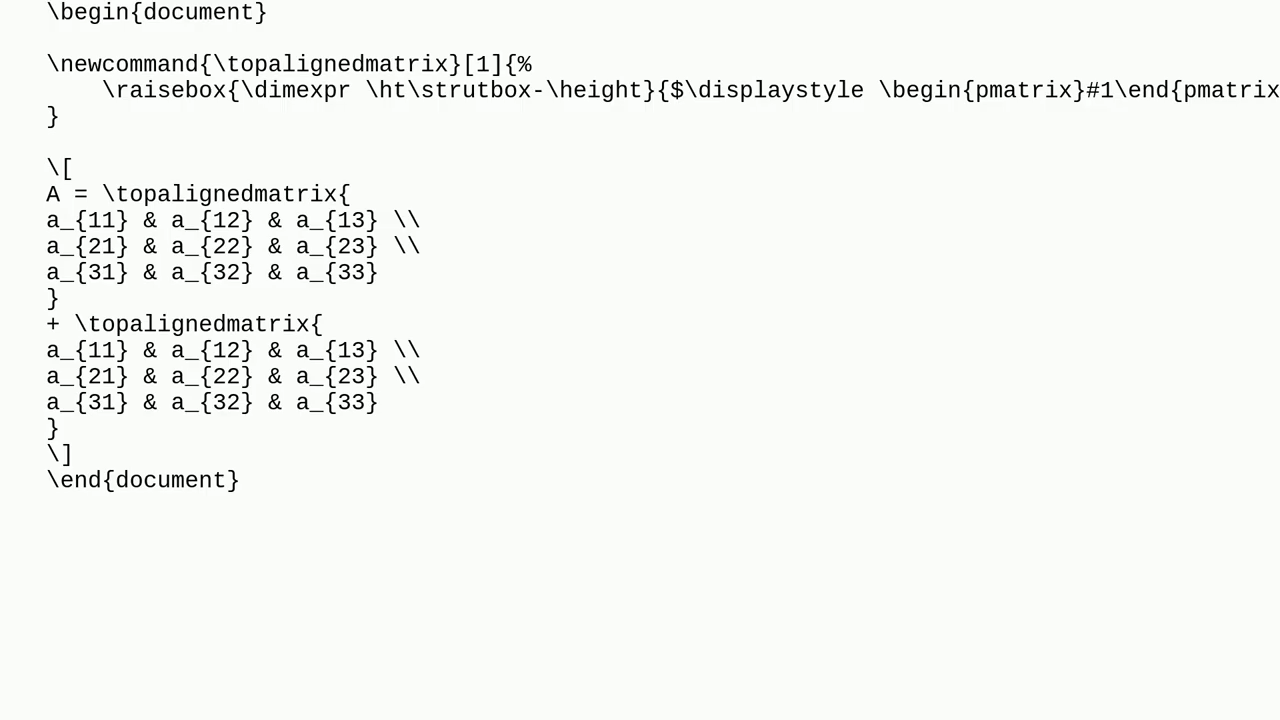 \begin{document}
\newcommand{\topalignedmatrix}[1]{%
\raisebox{\dimexpr \ht\strutbox-\height}{$\displaystyle \begin{pmatrix}#1\end{pmatrix
}
\[
A = \topalignedmatrix{
a_{11} & a_{12} & a_{13} \\
a_{21} & a_{22} & a_{23} \\
a_{31} & a_{32} & a_{33}
}
+ \topalignedmatrix{
a_{11} & a_{12} & a_{13} \\
a_{21} & a_{22} & a_{23} \\
a_{31} & a_{32} & a_{33}
}
\]
\end{document}